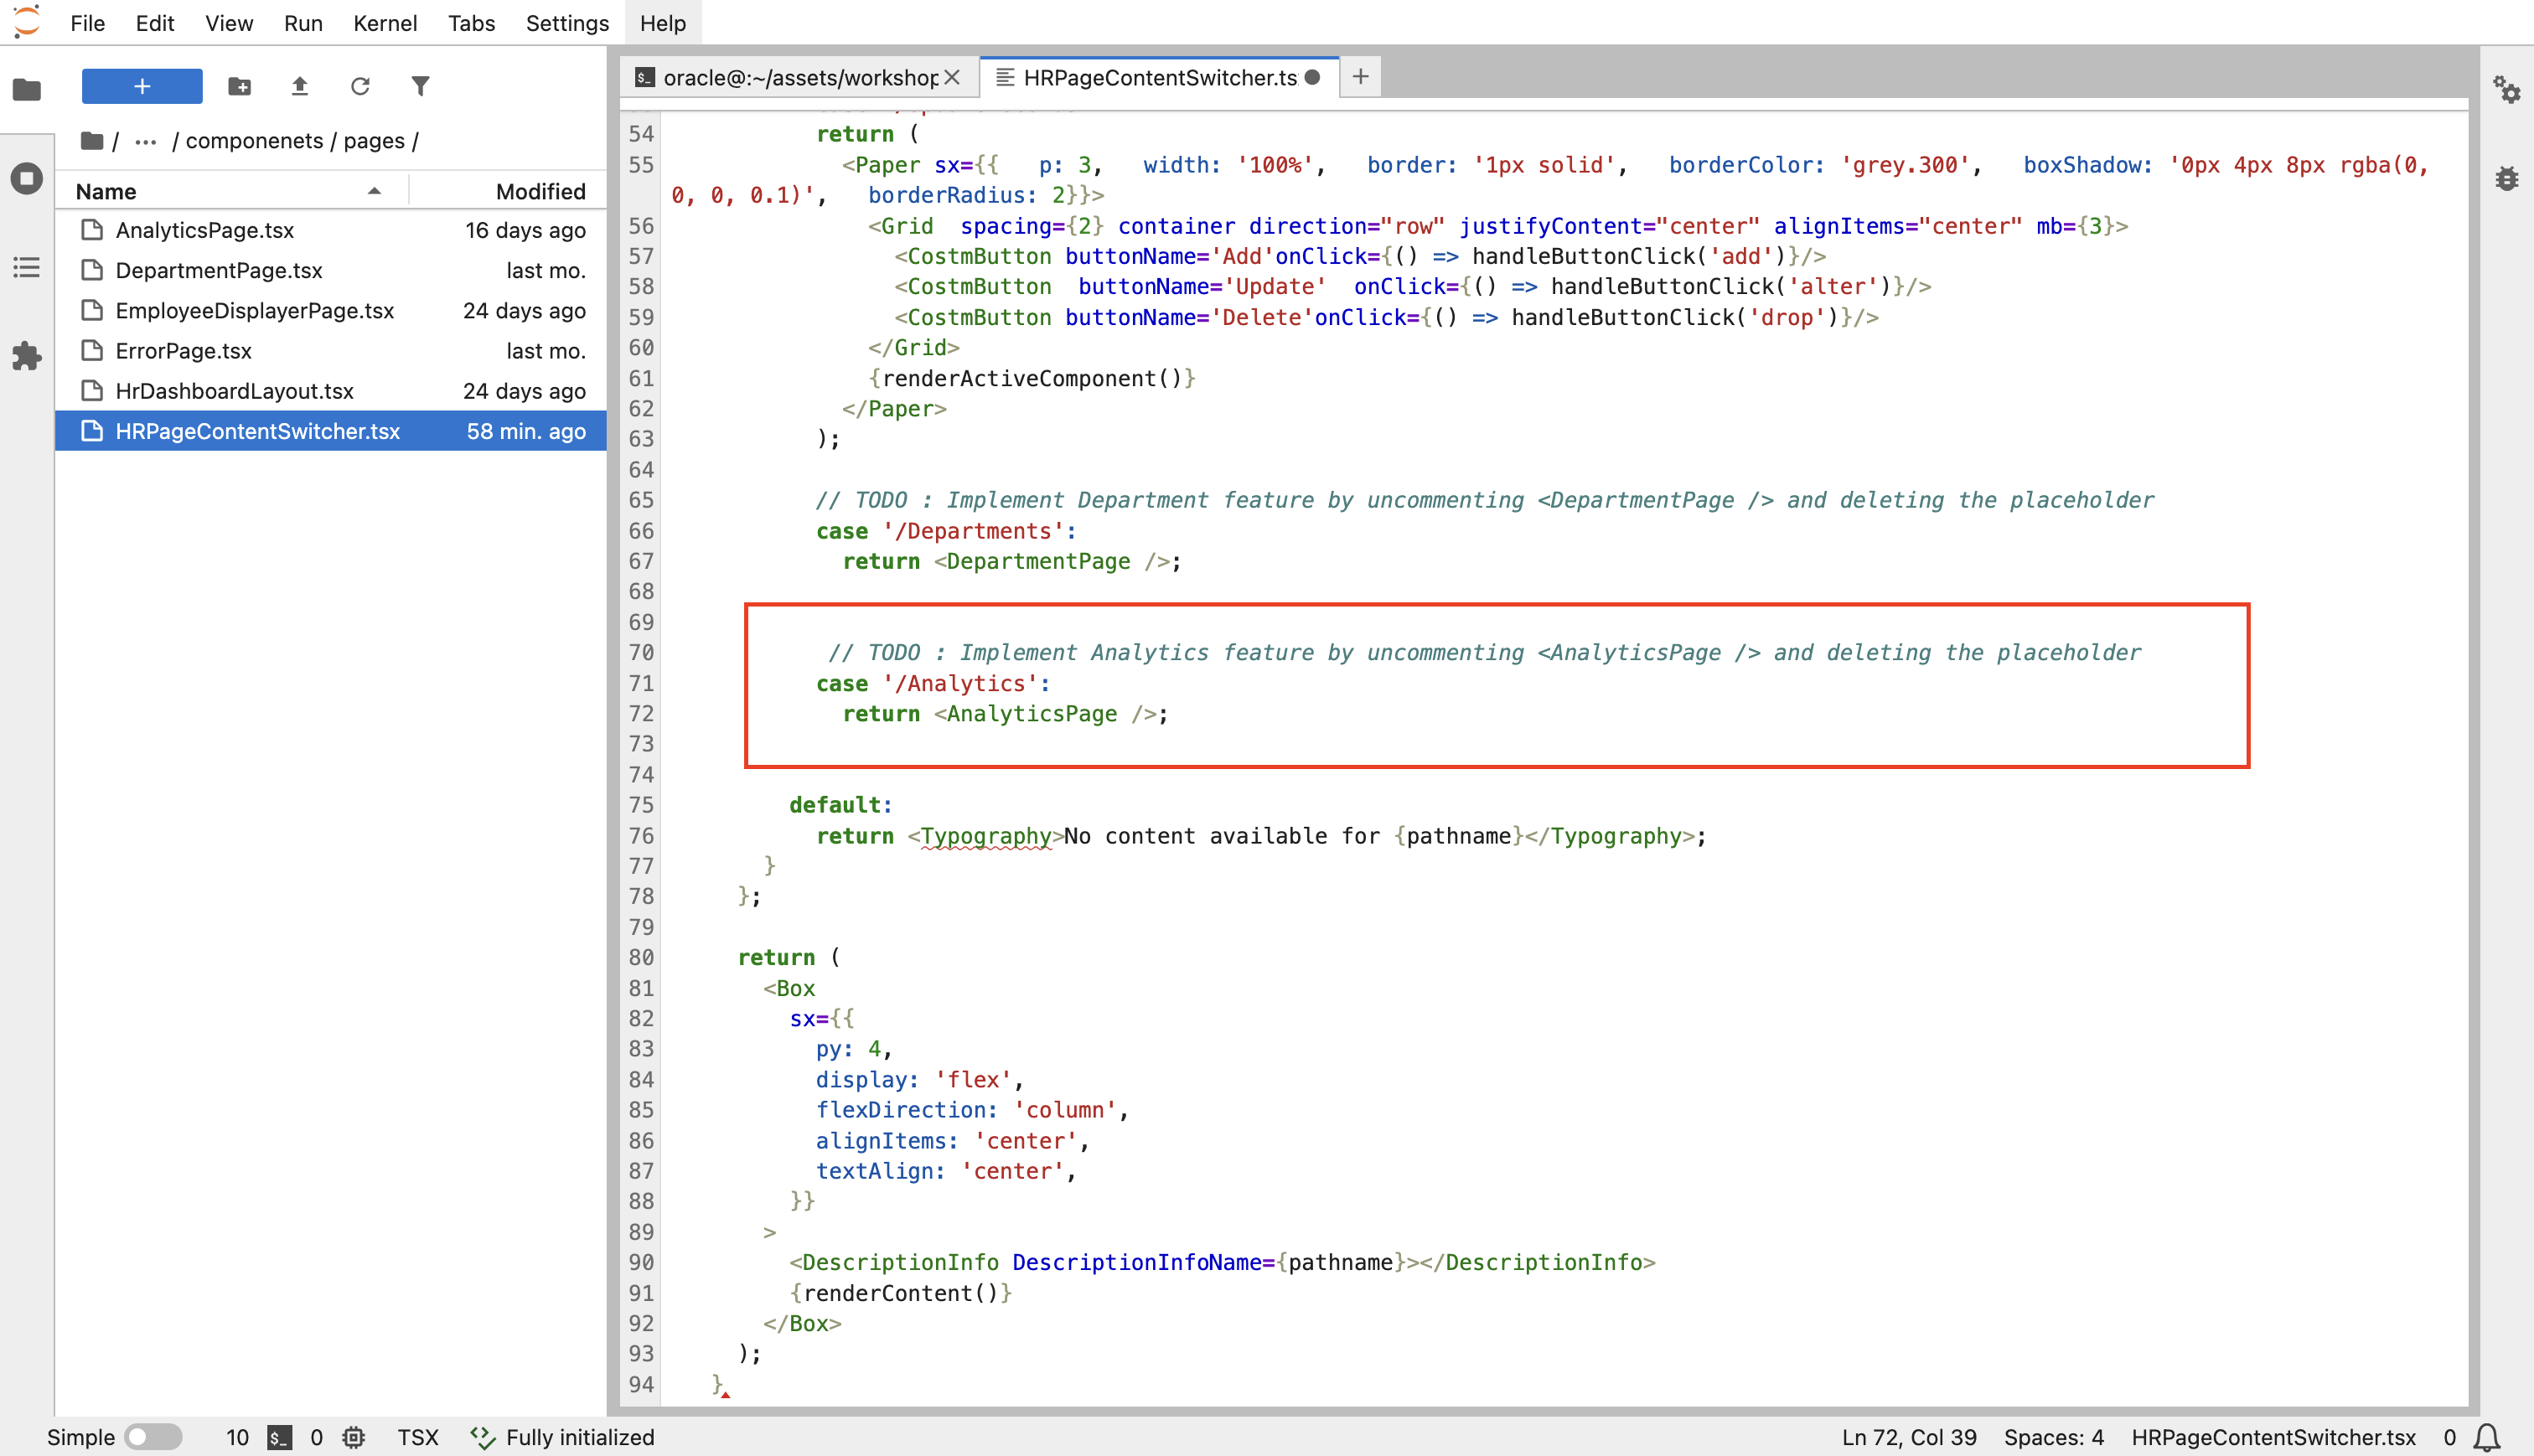 File Edit View Run Kernel Tabs Settings Help
+
/ ··· / componenets / pages /
Name Modified
AnalyticsPage.tsx 16 days ago
DepartmentPage.tsx last mo.
EmployeeDisplayerPage.tsx 24 days ago
ErrorPage.tsx last mo.
HrDashboardLayout.tsx 24 days ago
HRPageContentSwitcher.tsx 58 min. ago
$_ oracle@:~/assets/workshop × HRPageContentSwitcher.ts ● +
54 return (
55 <Paper sx={{ p: 3, width: '100%', border: '1px solid', borderColor: 'grey.300', boxShadow: '0px 4px 8px rgba(0,
0, 0, 0.1)', borderRadius: 2}}>
56 <Grid spacing={2} container direction="row" justifyContent="center" alignItems="center" mb={3}>
57 <CostmButton buttonName='Add'onClick={() => handleButtonClick('add')}/>
58 <CostmButton buttonName='Update' onClick={() => handleButtonClick('alter')}/>
59 <CostmButton buttonName='Delete'onClick={() => handleButtonClick('drop')}/>
60 </Grid>
61 {renderActiveComponent()}
62 </Paper>
63 );
64
65 // TODO : Implement Department feature by uncommenting <DepartmentPage /> and deleting the placeholder
66 case '/Departments':
67 return <DepartmentPage />;
68
69
70 // TODO : Implement Analytics feature by uncommenting <AnalyticsPage /> and deleting the placeholder
71 case '/Analytics':
72 return <AnalyticsPage />;
73
74
75 default:
76 return <Typography>No content available for {pathname}</Typography>;
77 }
78 };
79
80 return (
81 <Box
82 sx={{
83 py: 4,
84 display: 'flex',
85 flexDirection: 'column',
86 alignItems: 'center',
87 textAlign: 'center',
88 }}
89 >
90 <DescriptionInfo DescriptionInfoName={pathname}></DescriptionInfo>
91 {renderContent()}
92 </Box>
93 );
94 }
Simple 10 $_ 0 TSX Fully initialized Ln 72, Col 39 Spaces: 4 HRPageContentSwitcher.tsx 0